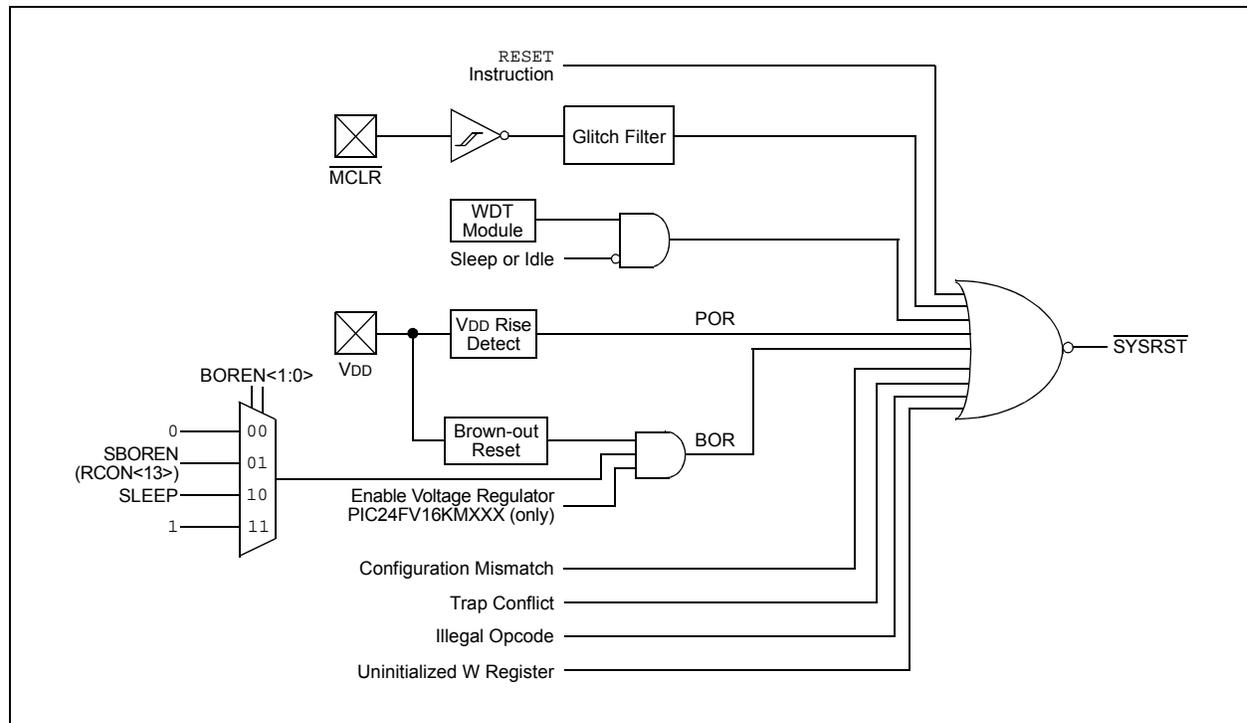 RESET
Instruction
Glitch Filter
MCLR
WDT
Module
Sleep or Idle
VDD Rise
Detect
POR
VDD
SYSRST
BOREN<1:0>
0
00
SBOREN
(RCON<13>)
01
SLEEP
10
1
11
Brown-out
Reset
BOR
Enable Voltage Regulator
PIC24FV16KMXXX (only)
Configuration Mismatch
Trap Conflict
Illegal Opcode
Uninitialized W Register